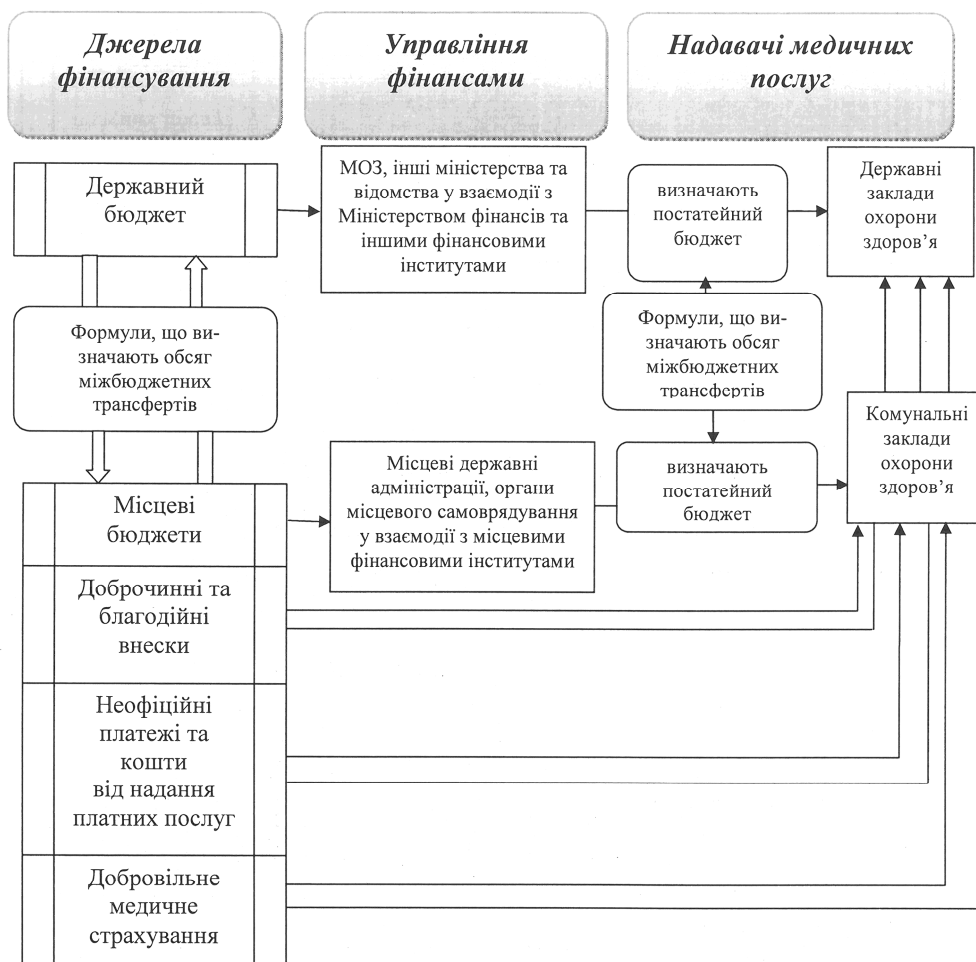 Джерела
фінансування
Управління
фінансами
Надавачі медичних
послуг
Державний
бюджет
МОЗ, інші міністерства та
відомства у взаємодії з
Міністерством фінансів та
іншими фінансовими
інститутами
визначають
постатейний
бюджет
Державні
заклади
охорони
здоров’я
Формули, що ви-
значають обсяг
міжбюджетних
трансфертів
Формули, що ви-
значають обсяг
міжбюджетних
трансфертів
Комунальні
заклади
охорони
здоров’я
Місцеві
бюджети
Місцеві державні
адміністрації, органи
місцевого самоврядування
у взаємодії з місцевими
фінансовими інститутами
визначають
постатейний
бюджет
Доброчинні та
благодійні
внески
Неофіційні
платежі та
кошти
від надання
платних послуг
Добровільне
медичне
страхування